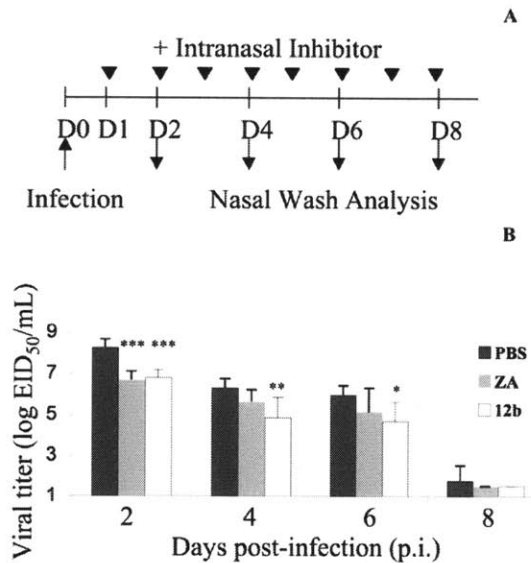 A
+ Intranasal Inhibitor
D0 D1 D2 D4 D6 D8
Infection Nasal Wash Analysis
B
Viral titer (log EID50/mL)
9
7
5
3
1
*** ***
**
*
PBS
ZA
12b
2 4 6 8
Days post-infection (p.i.)